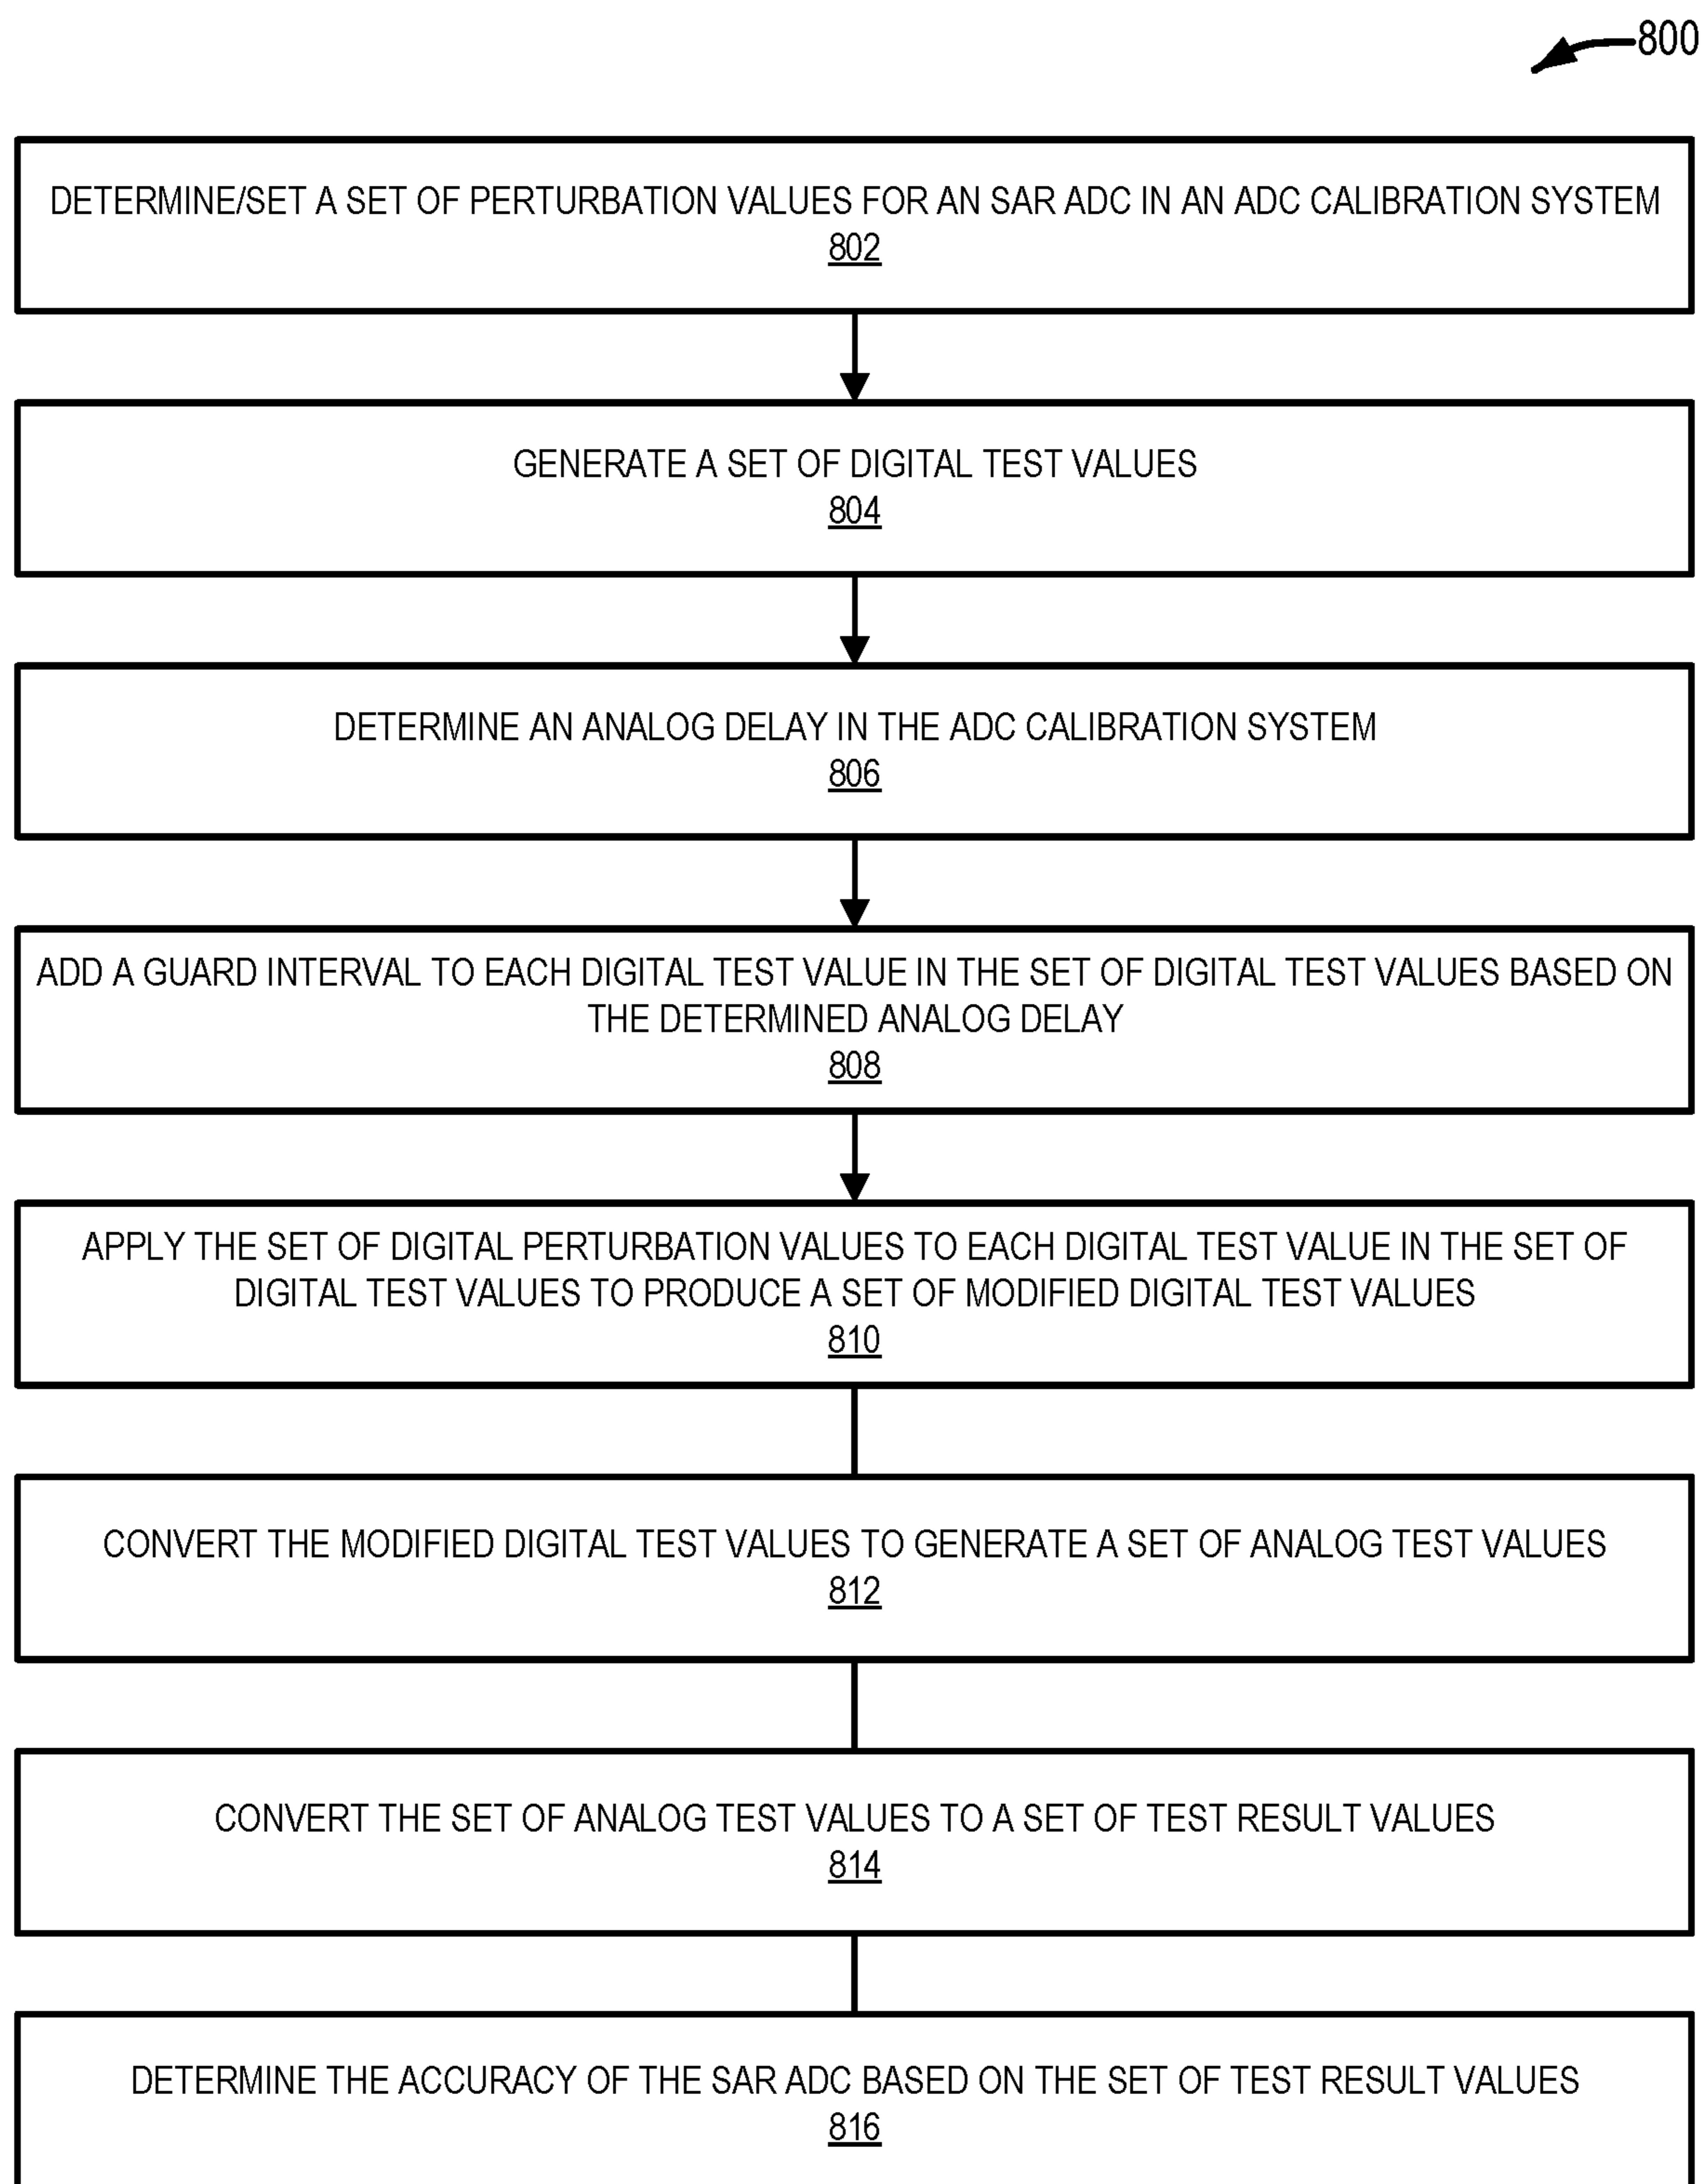 800
DETERMINE/SET A SET OF PERTURBATION VALUES FOR AN SAR ADC IN AN ADC CALIBRATION SYSTEM
802
GENERATE A SET OF DIGITAL TEST VALUES
804
DETERMINE AN ANALOG DELAY IN THE ADC CALIBRATION SYSTEM
806
ADD A GUARD INTERVAL TO EACH DIGITAL TEST VALUE IN THE SET OF DIGITAL TEST VALUES BASED ON
THE DETERMINED ANALOG DELAY
808
APPLY THE SET OF DIGITAL PERTURBATION VALUES TO EACH DIGITAL TEST VALUE IN THE SET OF
DIGITAL TEST VALUES TO PRODUCE A SET OF MODIFIED DIGITAL TEST VALUES
810
CONVERT THE MODIFIED DIGITAL TEST VALUES TO GENERATE A SET OF ANALOG TEST VALUES
812
CONVERT THE SET OF ANALOG TEST VALUES TO A SET OF TEST RESULT VALUES
814
DETERMINE THE ACCURACY OF THE SAR ADC BASED ON THE SET OF TEST RESULT VALUES
816